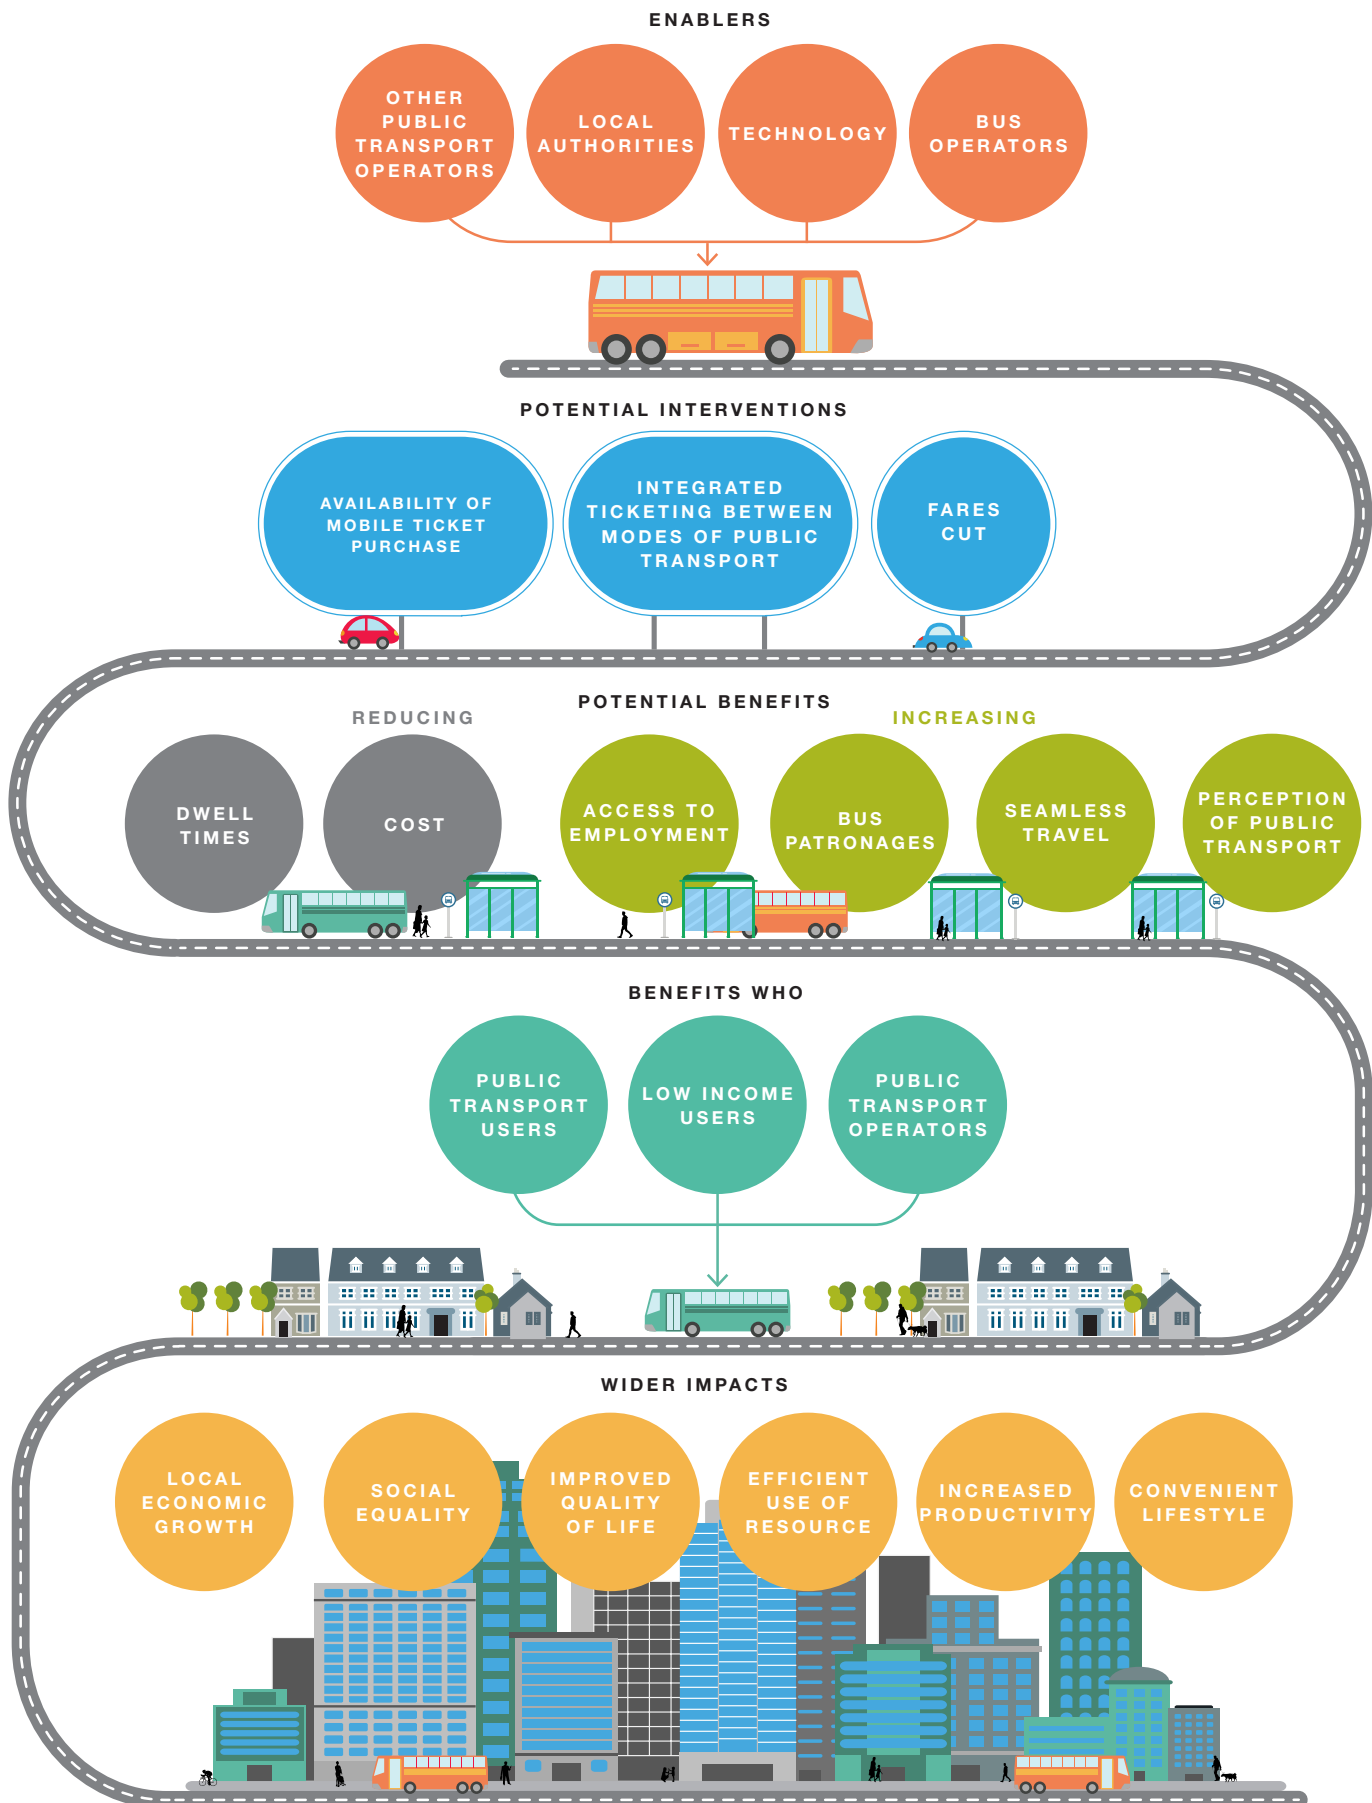 ENABLERS
OTHER
PUBLIC
TRANSPORT
OPERATORS
LOCAL
AUTHORITIES
TECHNOLOGY
BUS
OPERATORS
POTENTIAL INTERVENTIONS
AVAILABILITY OF
MOBILE TICKET
PURCHASE
INTEGRATED
TICKETING BETWEEN
MODES OF PUBLIC
TRANSPORT
FARES
CUT
POTENTIAL BENEFITS
REDUCING
INCREASING
DWELL
TIMES
COST
ACCESS TO
EMPLOYMENT
BUS
PATRONAGES
SEAMLESS
TRAVEL
PERCEPTION
OF PUBLIC
TRANSPORT
BENEFITS WHO
PUBLIC
TRANSPORT
USERS
LOW INCOME
USERS
PUBLIC
TRANSPORT
OPERATORS
WIDER IMPACTS
LOCAL
ECONOMIC
GROWTH
SOCIAL
EQUALITY
IMPROVED
QUALITY
OF LIFE
EFFICIENT
USE OF
RESOURCE
INCREASED
PRODUCTIVITY
CONVENIENT
LIFESTYLE